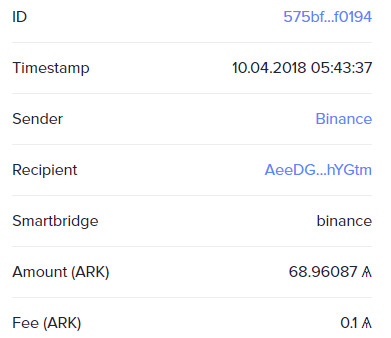 ID 575bf...f0194
Timestamp 10.04.2018 05:43:37
Sender Binance
Recipient AeeDG...hYGtm
Smartbridge binance
Amount (ARK) 68.96087 Ѧ
Fee (ARK) 0.1 Ѧ